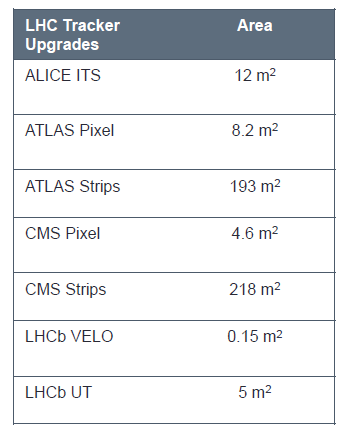 LHC Tracker Area
Upgrades
ALICE ITS 12 m²
ATLAS Pixel 8.2 m²
ATLAS Strips 193 m²
CMS Pixel 4.6 m²
CMS Strips 218 m²
LHCb VELO 0.15 m²
LHCb UT 5 m²